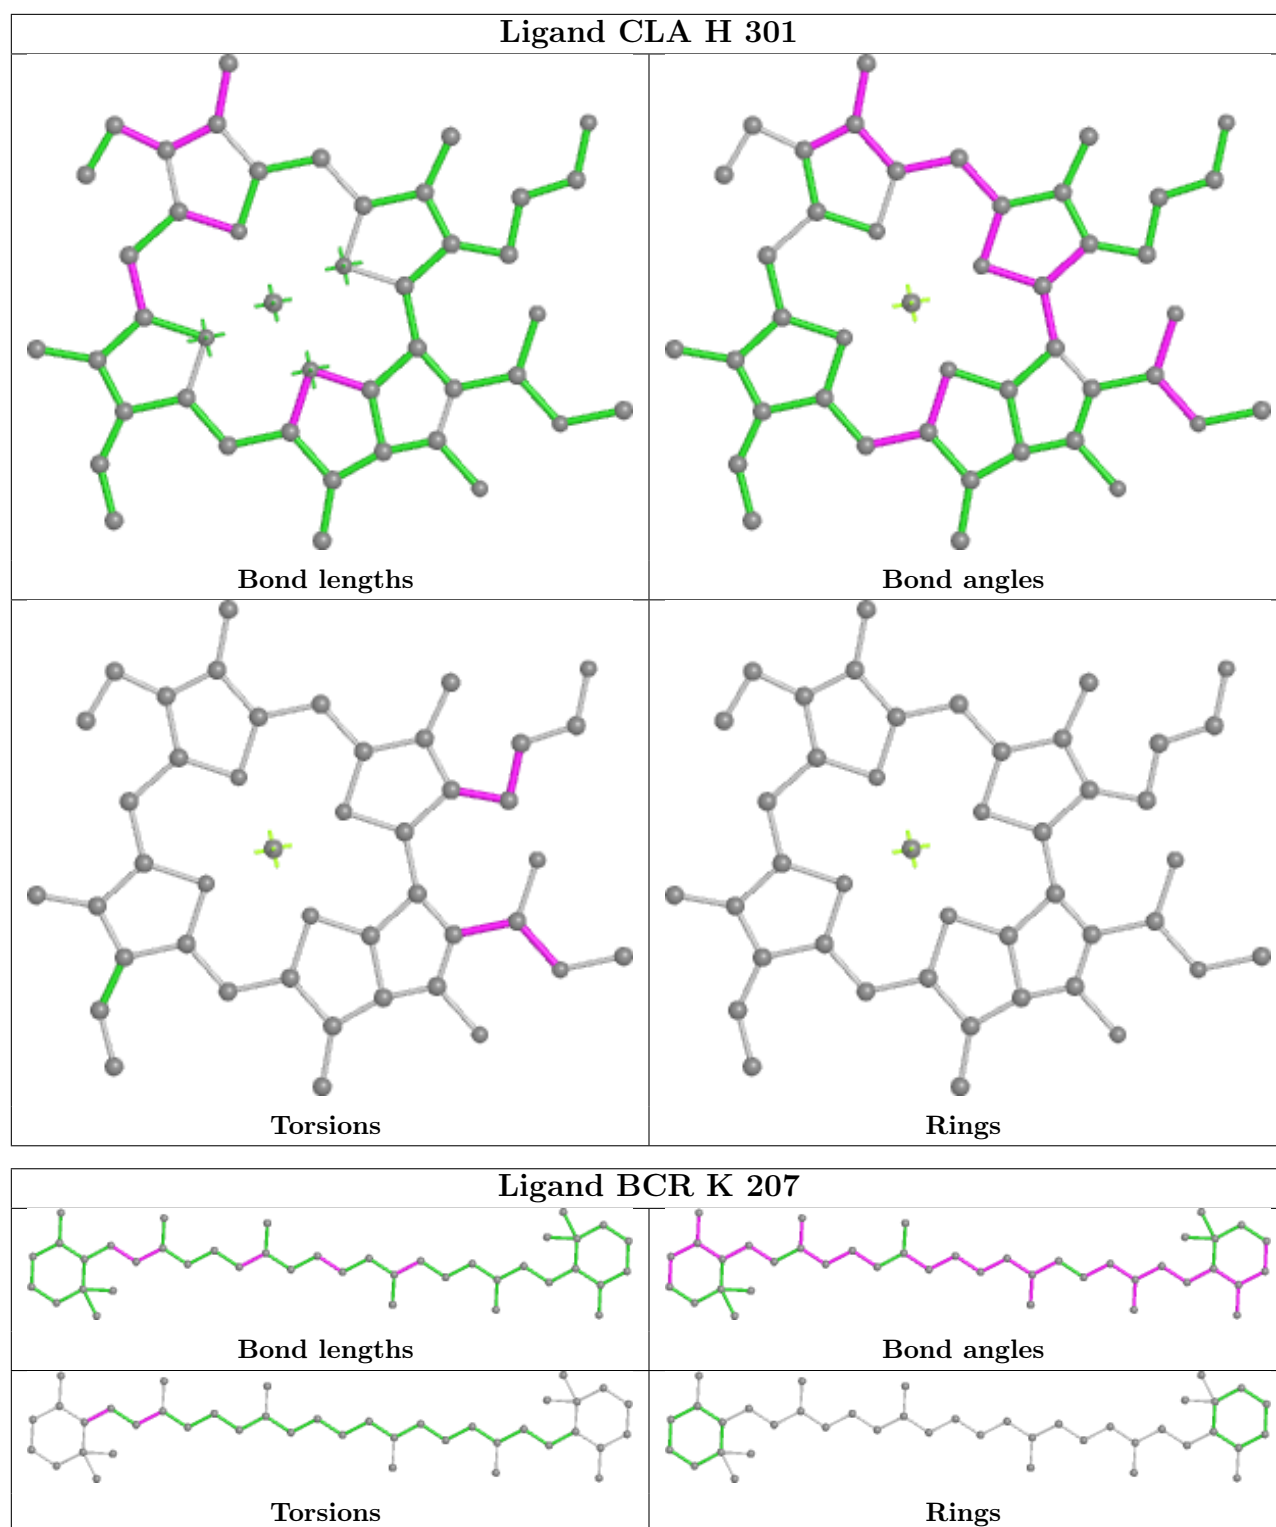 Ligand CLA H 301
Bond lengths
Bond angles
Torsions
Rings
Ligand BCR K 207
Bond lengths
Bond angles
Torsions
Rings